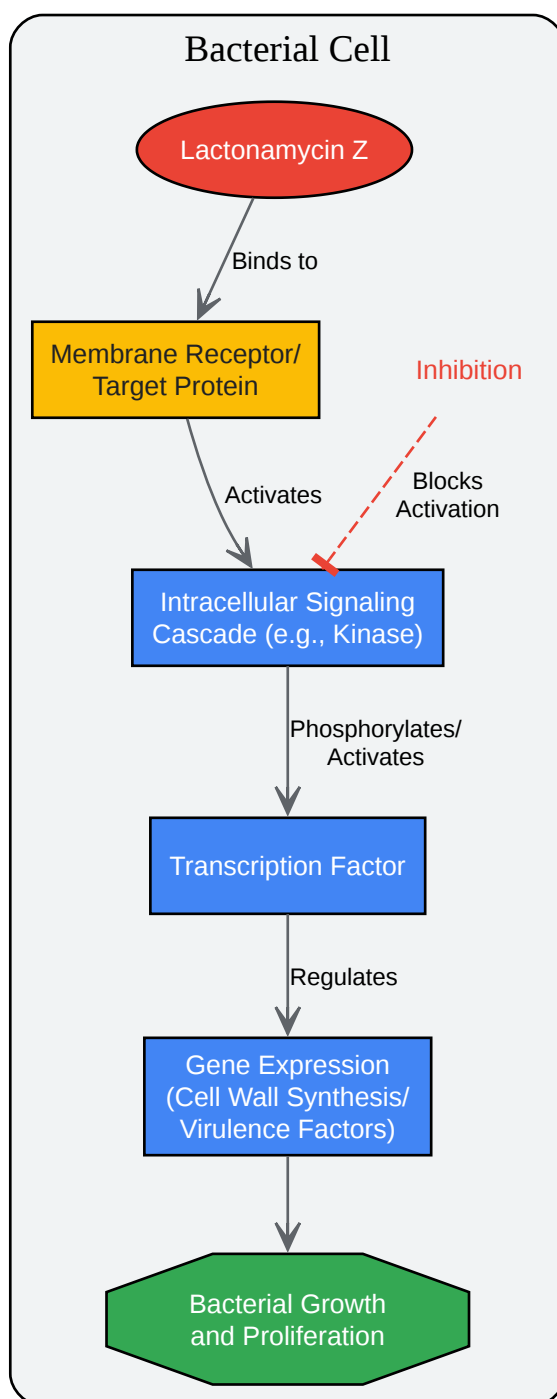 Bacterial Cell
Lactonamycin Z
Binds to
Membrane Receptor/
Target Protein
Inhibition
Activates
Blocks
Activation
Intracellular Signaling
Cascade (e.g., Kinase)
Phosphorylates/
Activates
Transcription Factor
Regulates
Gene Expression
(Cell Wall Synthesis/
Virulence Factors)
Bacterial Growth
and Proliferation